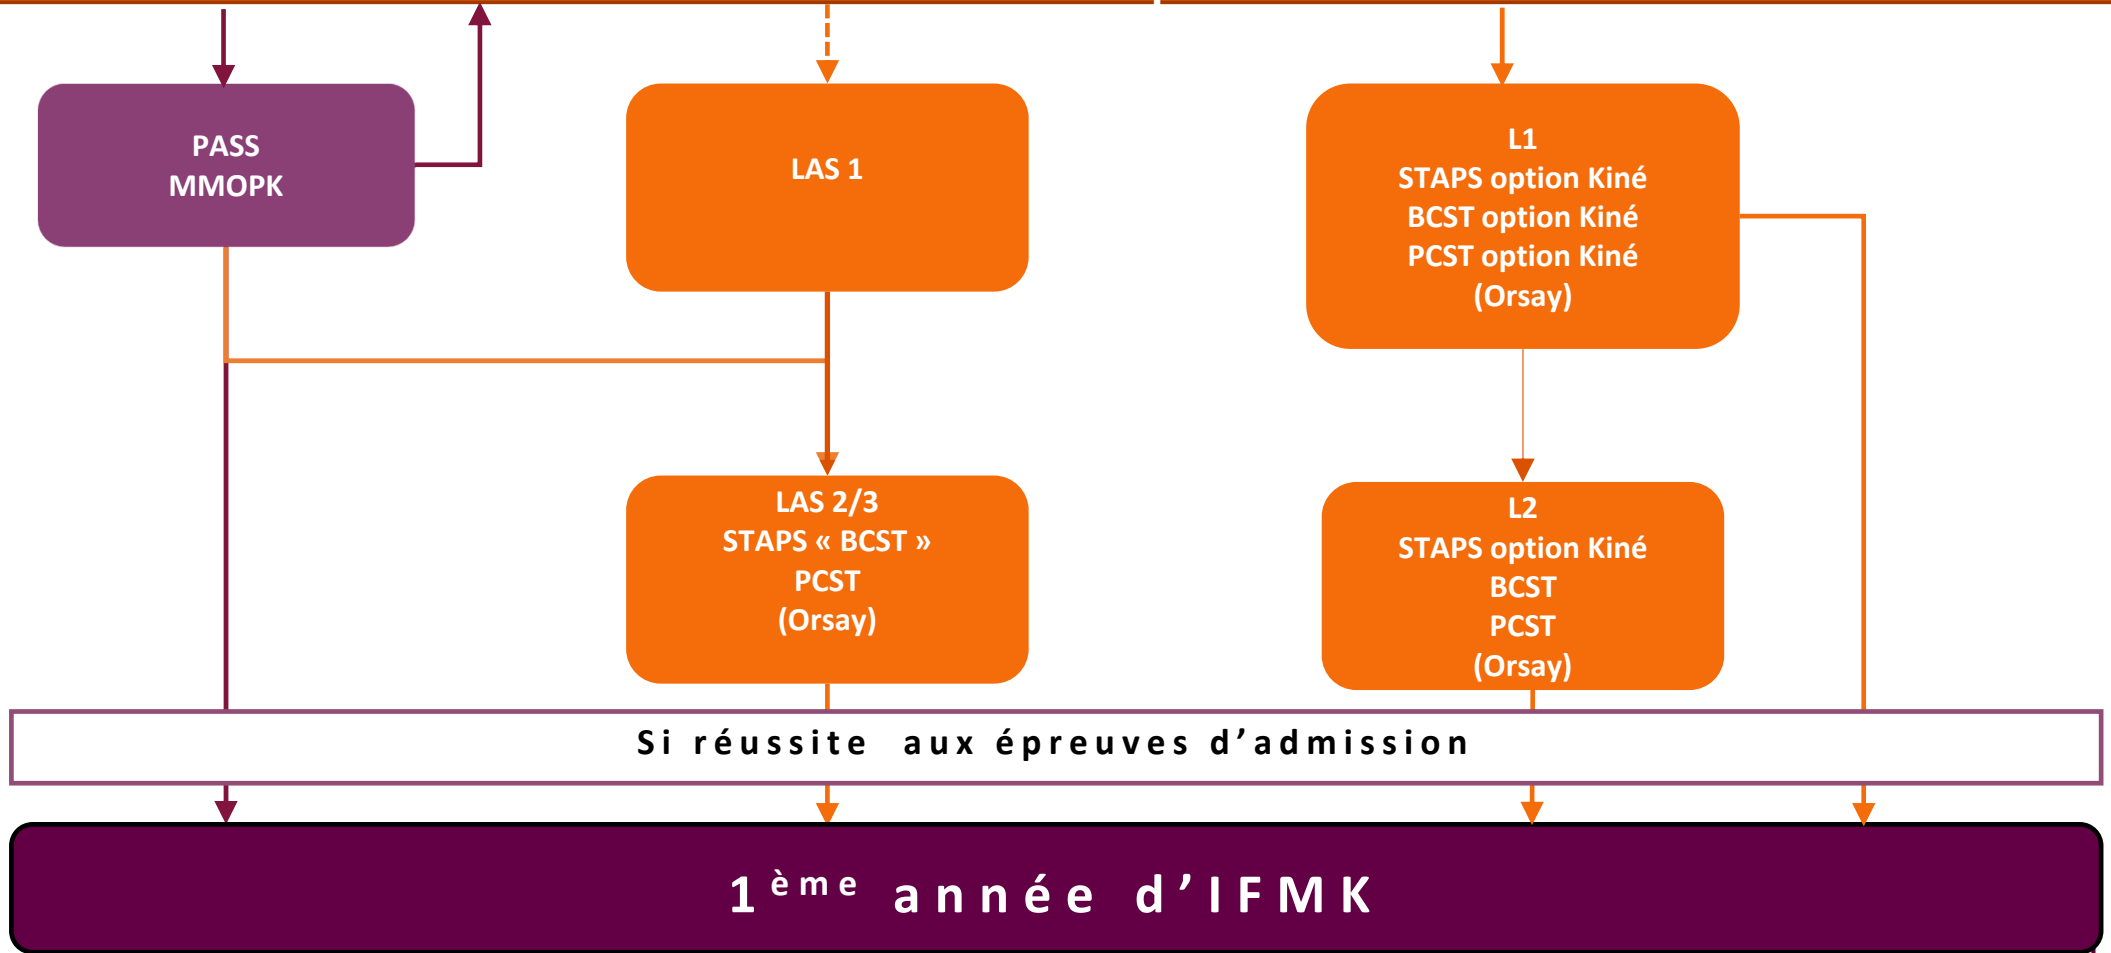 PASS
MMOPK
LAS 1
L1
STAPS option Kiné
BCST option Kiné
PCST option Kiné
(Orsay)
LAS 2/3
STAPS « BCST »
PCST
(Orsay)
L2
STAPS option Kiné
BCST
PCST
(Orsay)
Si réussite aux épreuves d’admission
1ème année d’IFMK